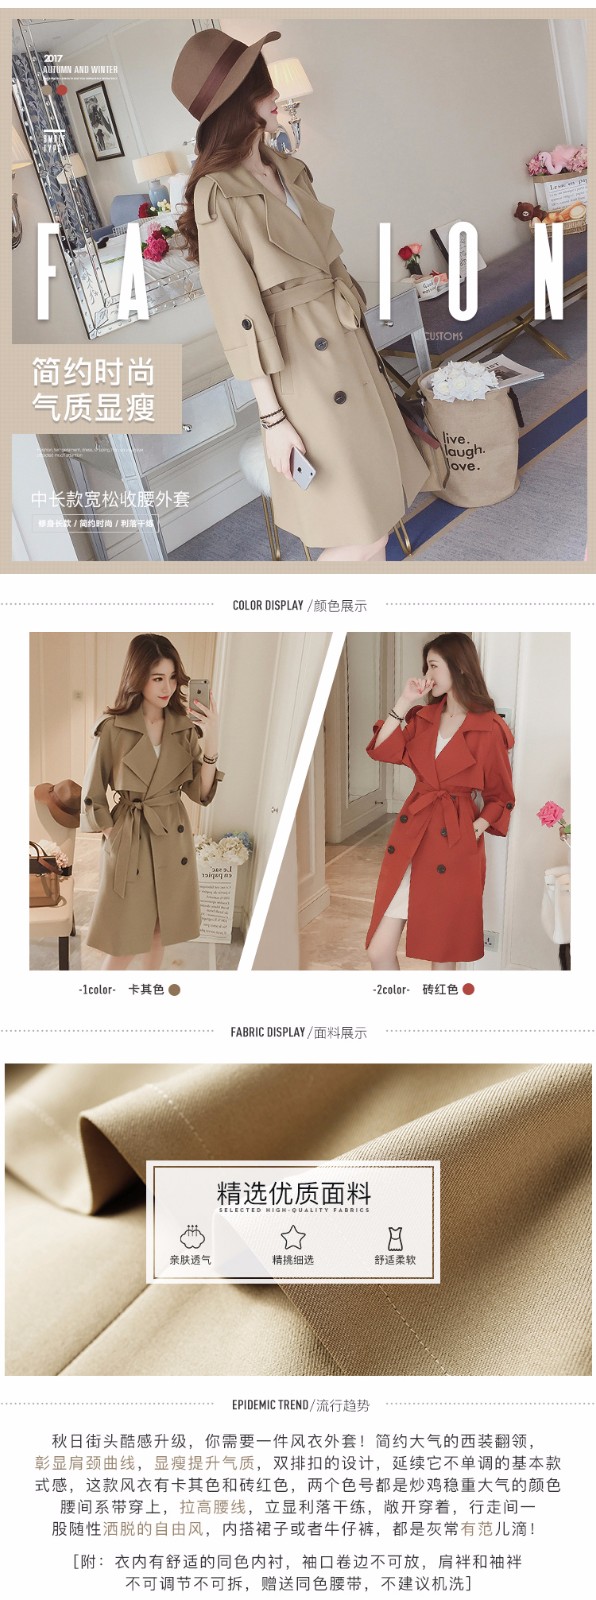 2017
AUTUMN AND WINTER
FA ION
CUSTOMS
简约时尚
气质显瘦
live.
laugh.
love.
中长款宽松收腰外套
修身长款 / 简约时尚 / 利落干练
COLOR DISPLAY /颜色展示
-1color- 卡其色
-2color- 砖红色
FABRIC DISPLAY /面料展示
精选优质面料
SELECTED HIGH-QUALITY FABRICS
亲肤透气 精挑细选 舒适柔软
EPIDEMIC TREND/流行趋势
秋日街头酷感升级，你需要一件风衣外套！简约大气的西装翻领，
彰显肩颈曲线，显瘦提升气质，双排扣的设计，延续它不单调的基本款
式感，这款风衣有卡其色和砖红色，两个色号都是炒鸡稳重大气的颜色
腰间系带穿上，拉高腰线，立显利落干练，敞开穿着，行走间一
股随性洒脱的自由风，内搭裙子或者牛仔裤，都是灰常有范儿滴！
［附：衣内有舒适的同色内衬，袖口卷边不可放，肩袢和袖袢
不可调节不可拆，赠送同色腰带，不建议机洗］